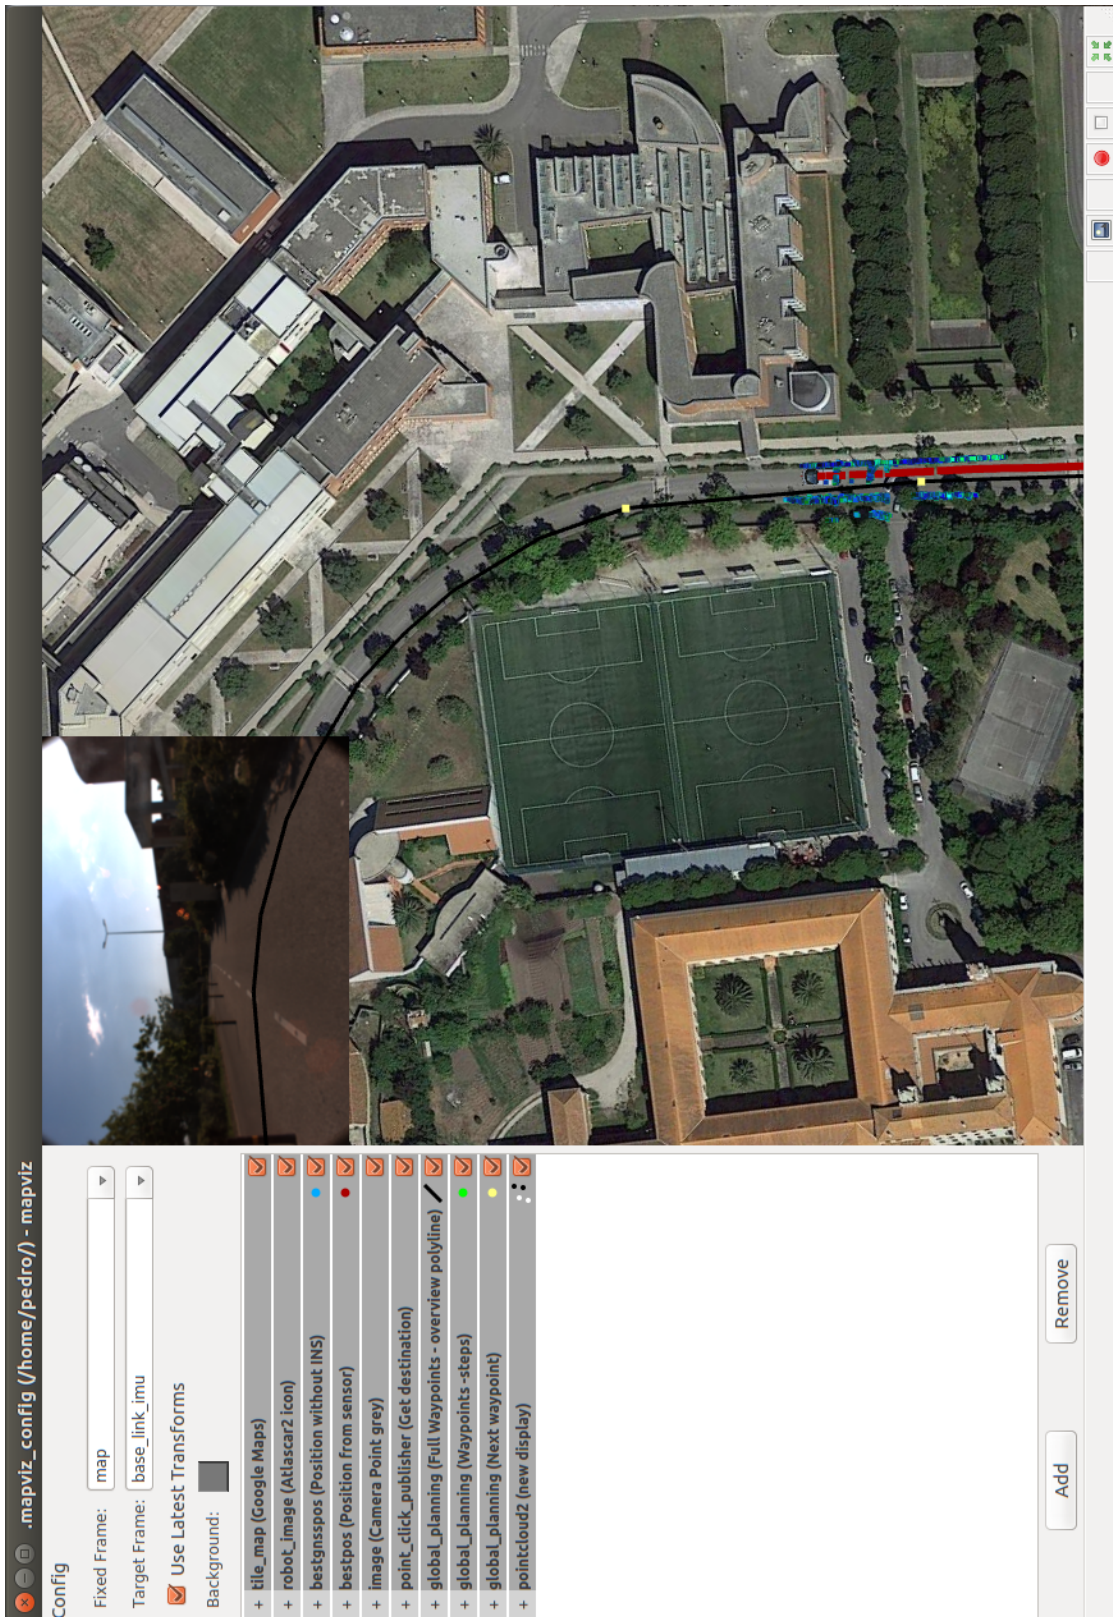 .mapviz_config (/home/pedro/) - mapviz
Config
Fixed Frame: map
Target Frame: base_link_imu
Use Latest Transforms
Background:
+ tile_map (Google Maps)
+ robot_image (Atlascar2 icon)
+ bestgnsspos (Position without INS)
+ bestpos (Position from sensor)
+ image (Camera Point grey)
+ point_click_publisher (Get destination)
+ global_planning (Full Waypoints - overview polyline)
+ global_planning (Waypoints -steps)
+ global_planning (Next waypoint)
+ pointcloud2 (new display)
Add
Remove